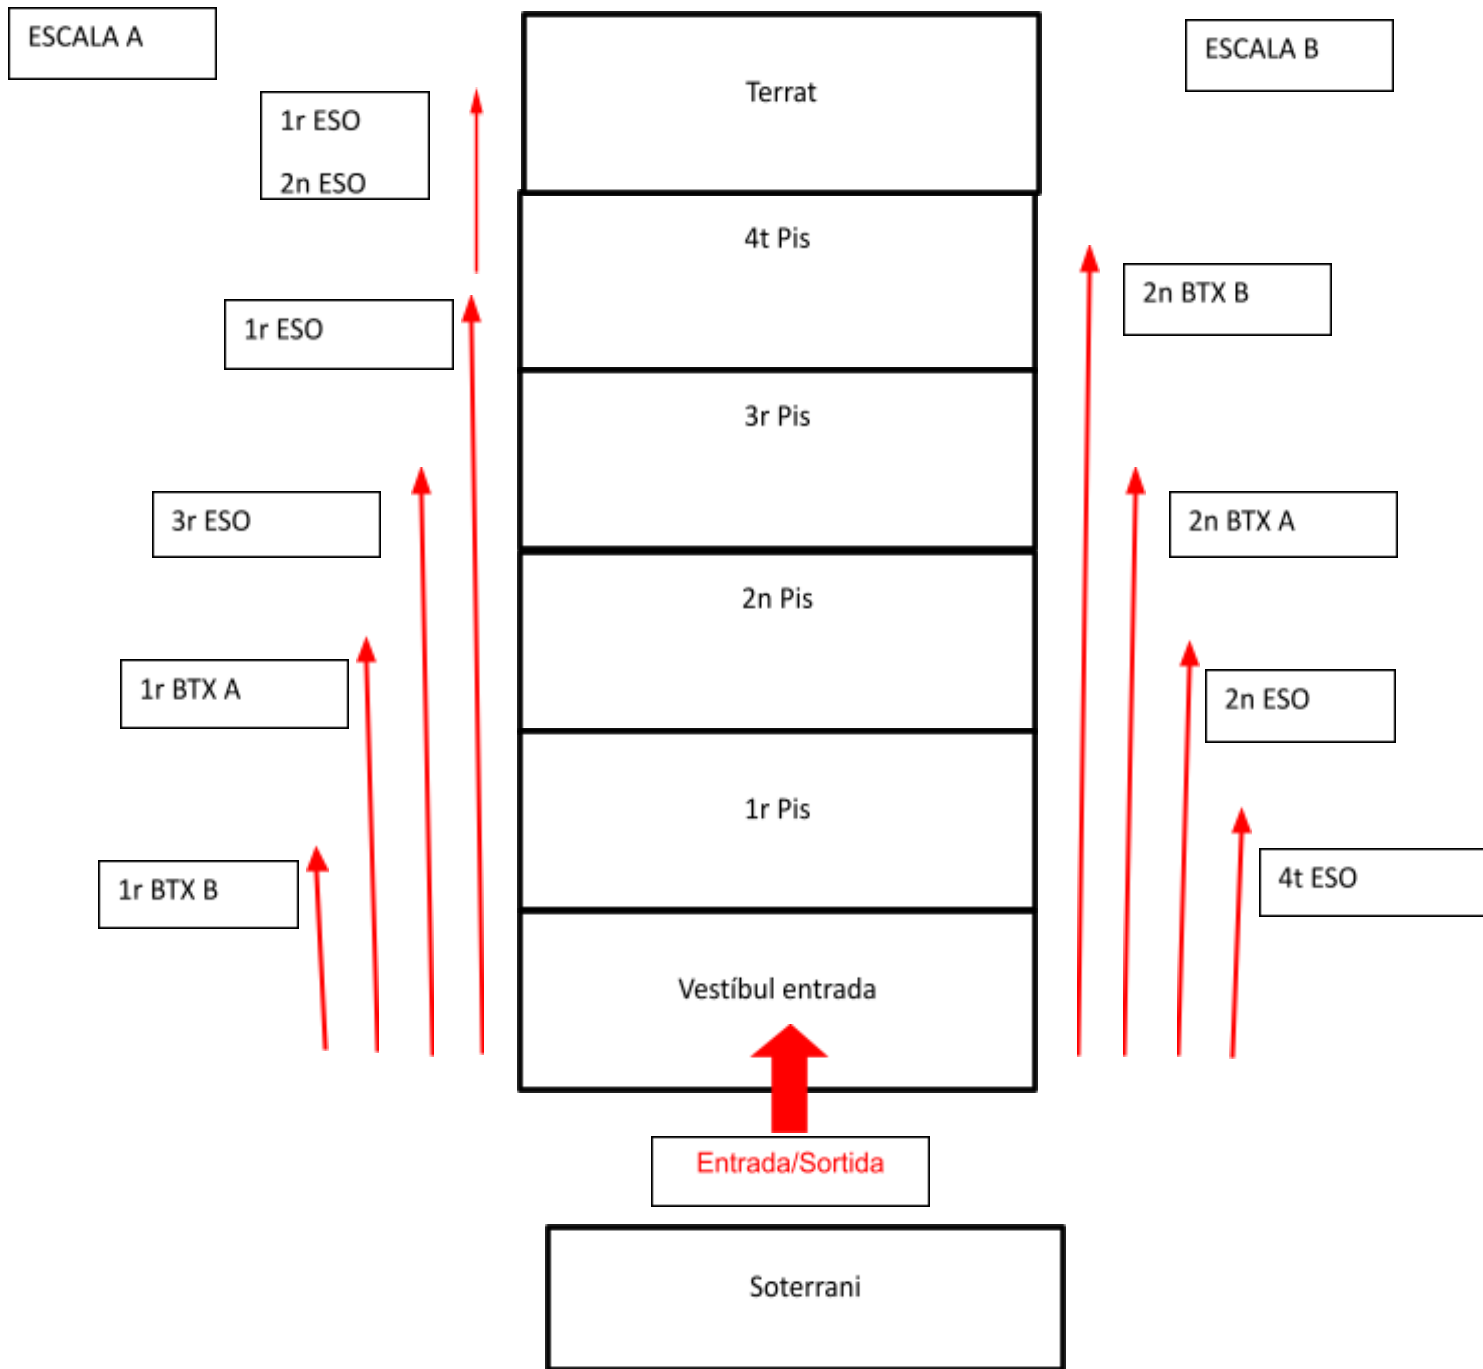 ESCALA A
ESCALA B
Terrat
1r ESO
2n ESO
4t Pis
2n BTX B
1r ESO
3r Pis
3r ESO
2n BTX A
2n Pis
1r BTX A
2n ESO
1r Pis
1r BTX B
4t ESO
Vestíbul entrada
Entrada/Sortida
Soterrani